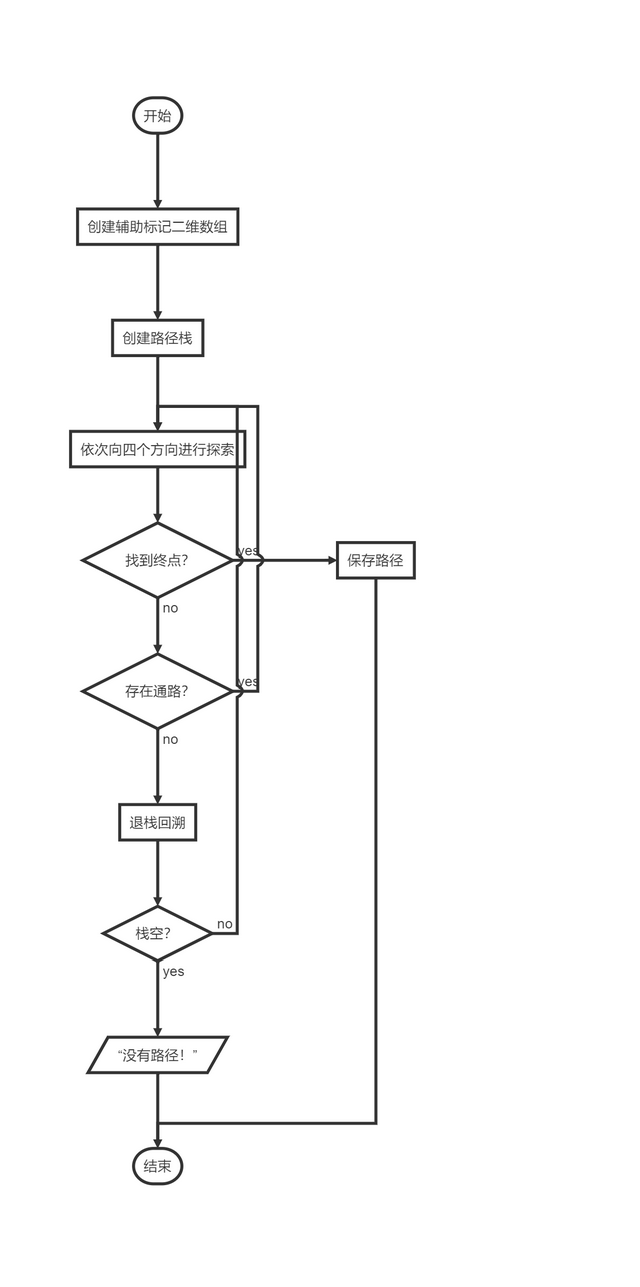 开始
创建辅助标记二维数组
创建路径栈
依次向四个方向进行探索
找到终点?
yes
保存路径
no
存在通路?
yes
no
退栈回溯
栈空?
no
yes
“没有路径！”
结束